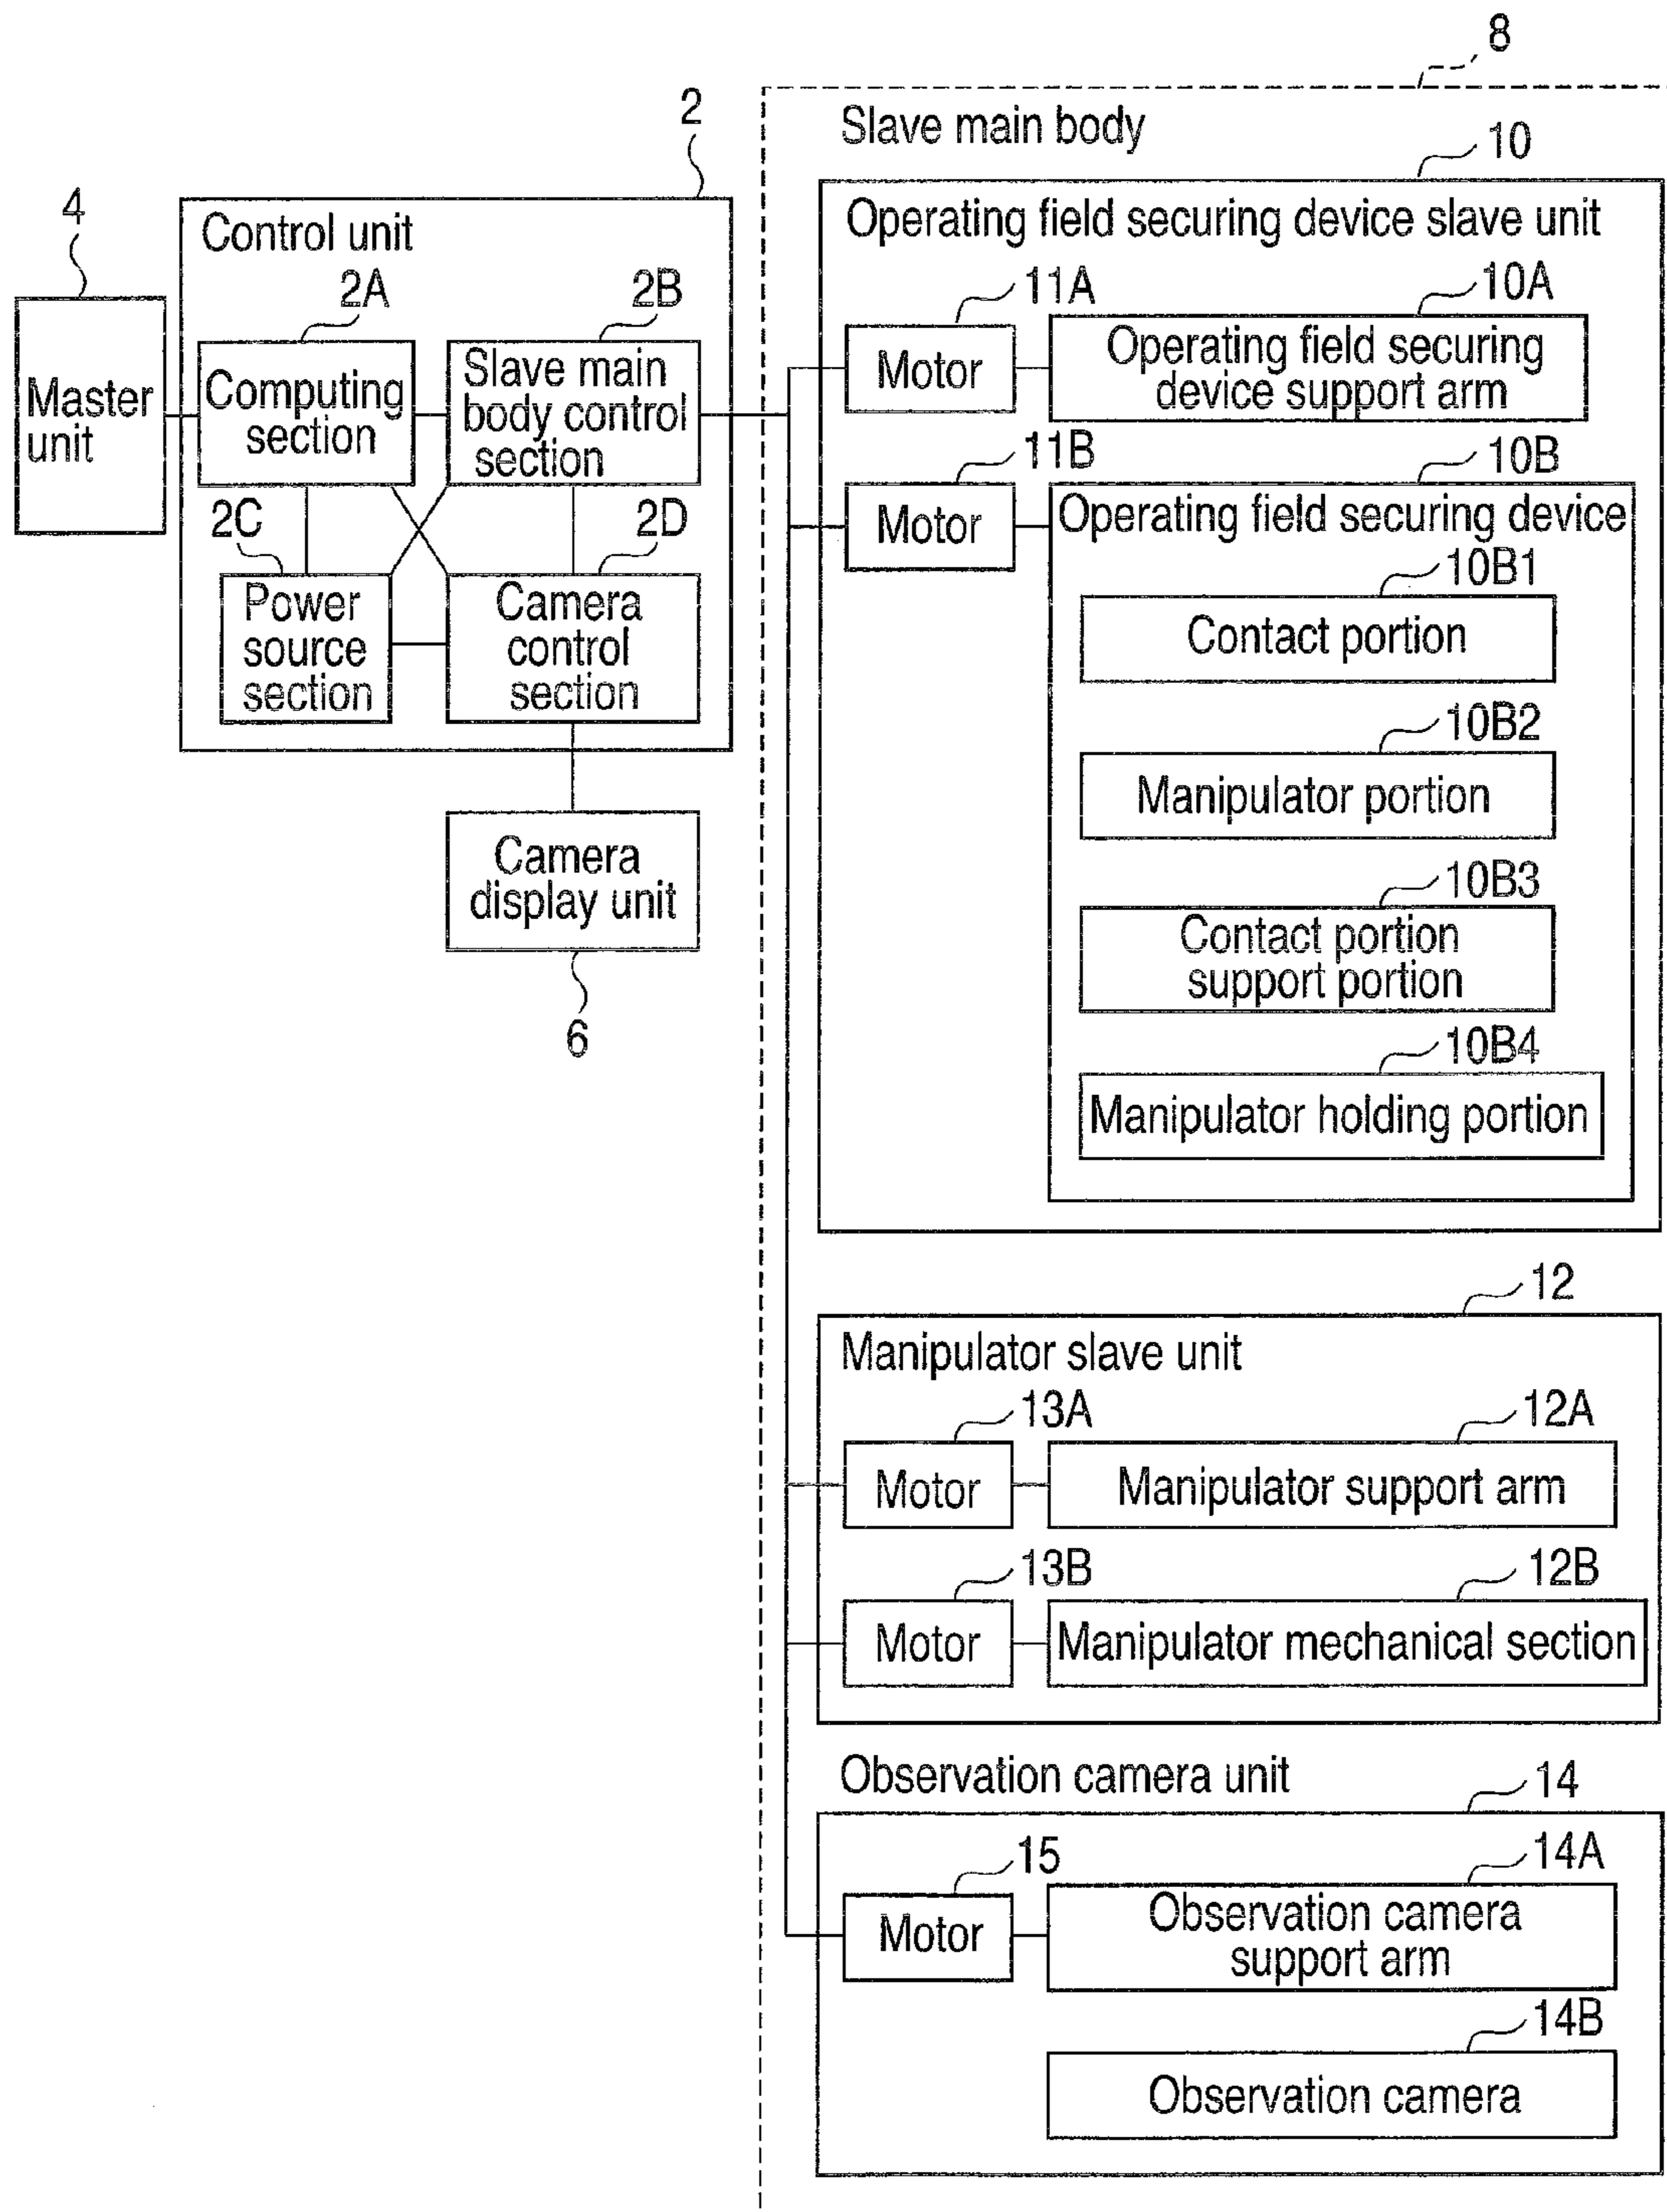 8
Slave main body
2
10
4
Control unit
Operating field securing device slave unit
2A
2B
11A
10A
Master
unit
Computing
section
Slave main
body control
section
Motor
Operating field securing
device support arm
11B
10B
2C
2D
Motor
Operating field securing device
10B1
Power
source
section
Camera
control
section
Contact portion
10B2
Manipulator portion
Camera
display unit
10B3
Contact portion
support portion
6
10B4
Manipulator holding portion
12
Manipulator slave unit
13A
12A
Motor
Manipulator support arm
13B
12B
Motor
Manipulator mechanical section
Observation camera unit
14
15
14A
Motor
Observation camera
support arm
14B
Observation camera